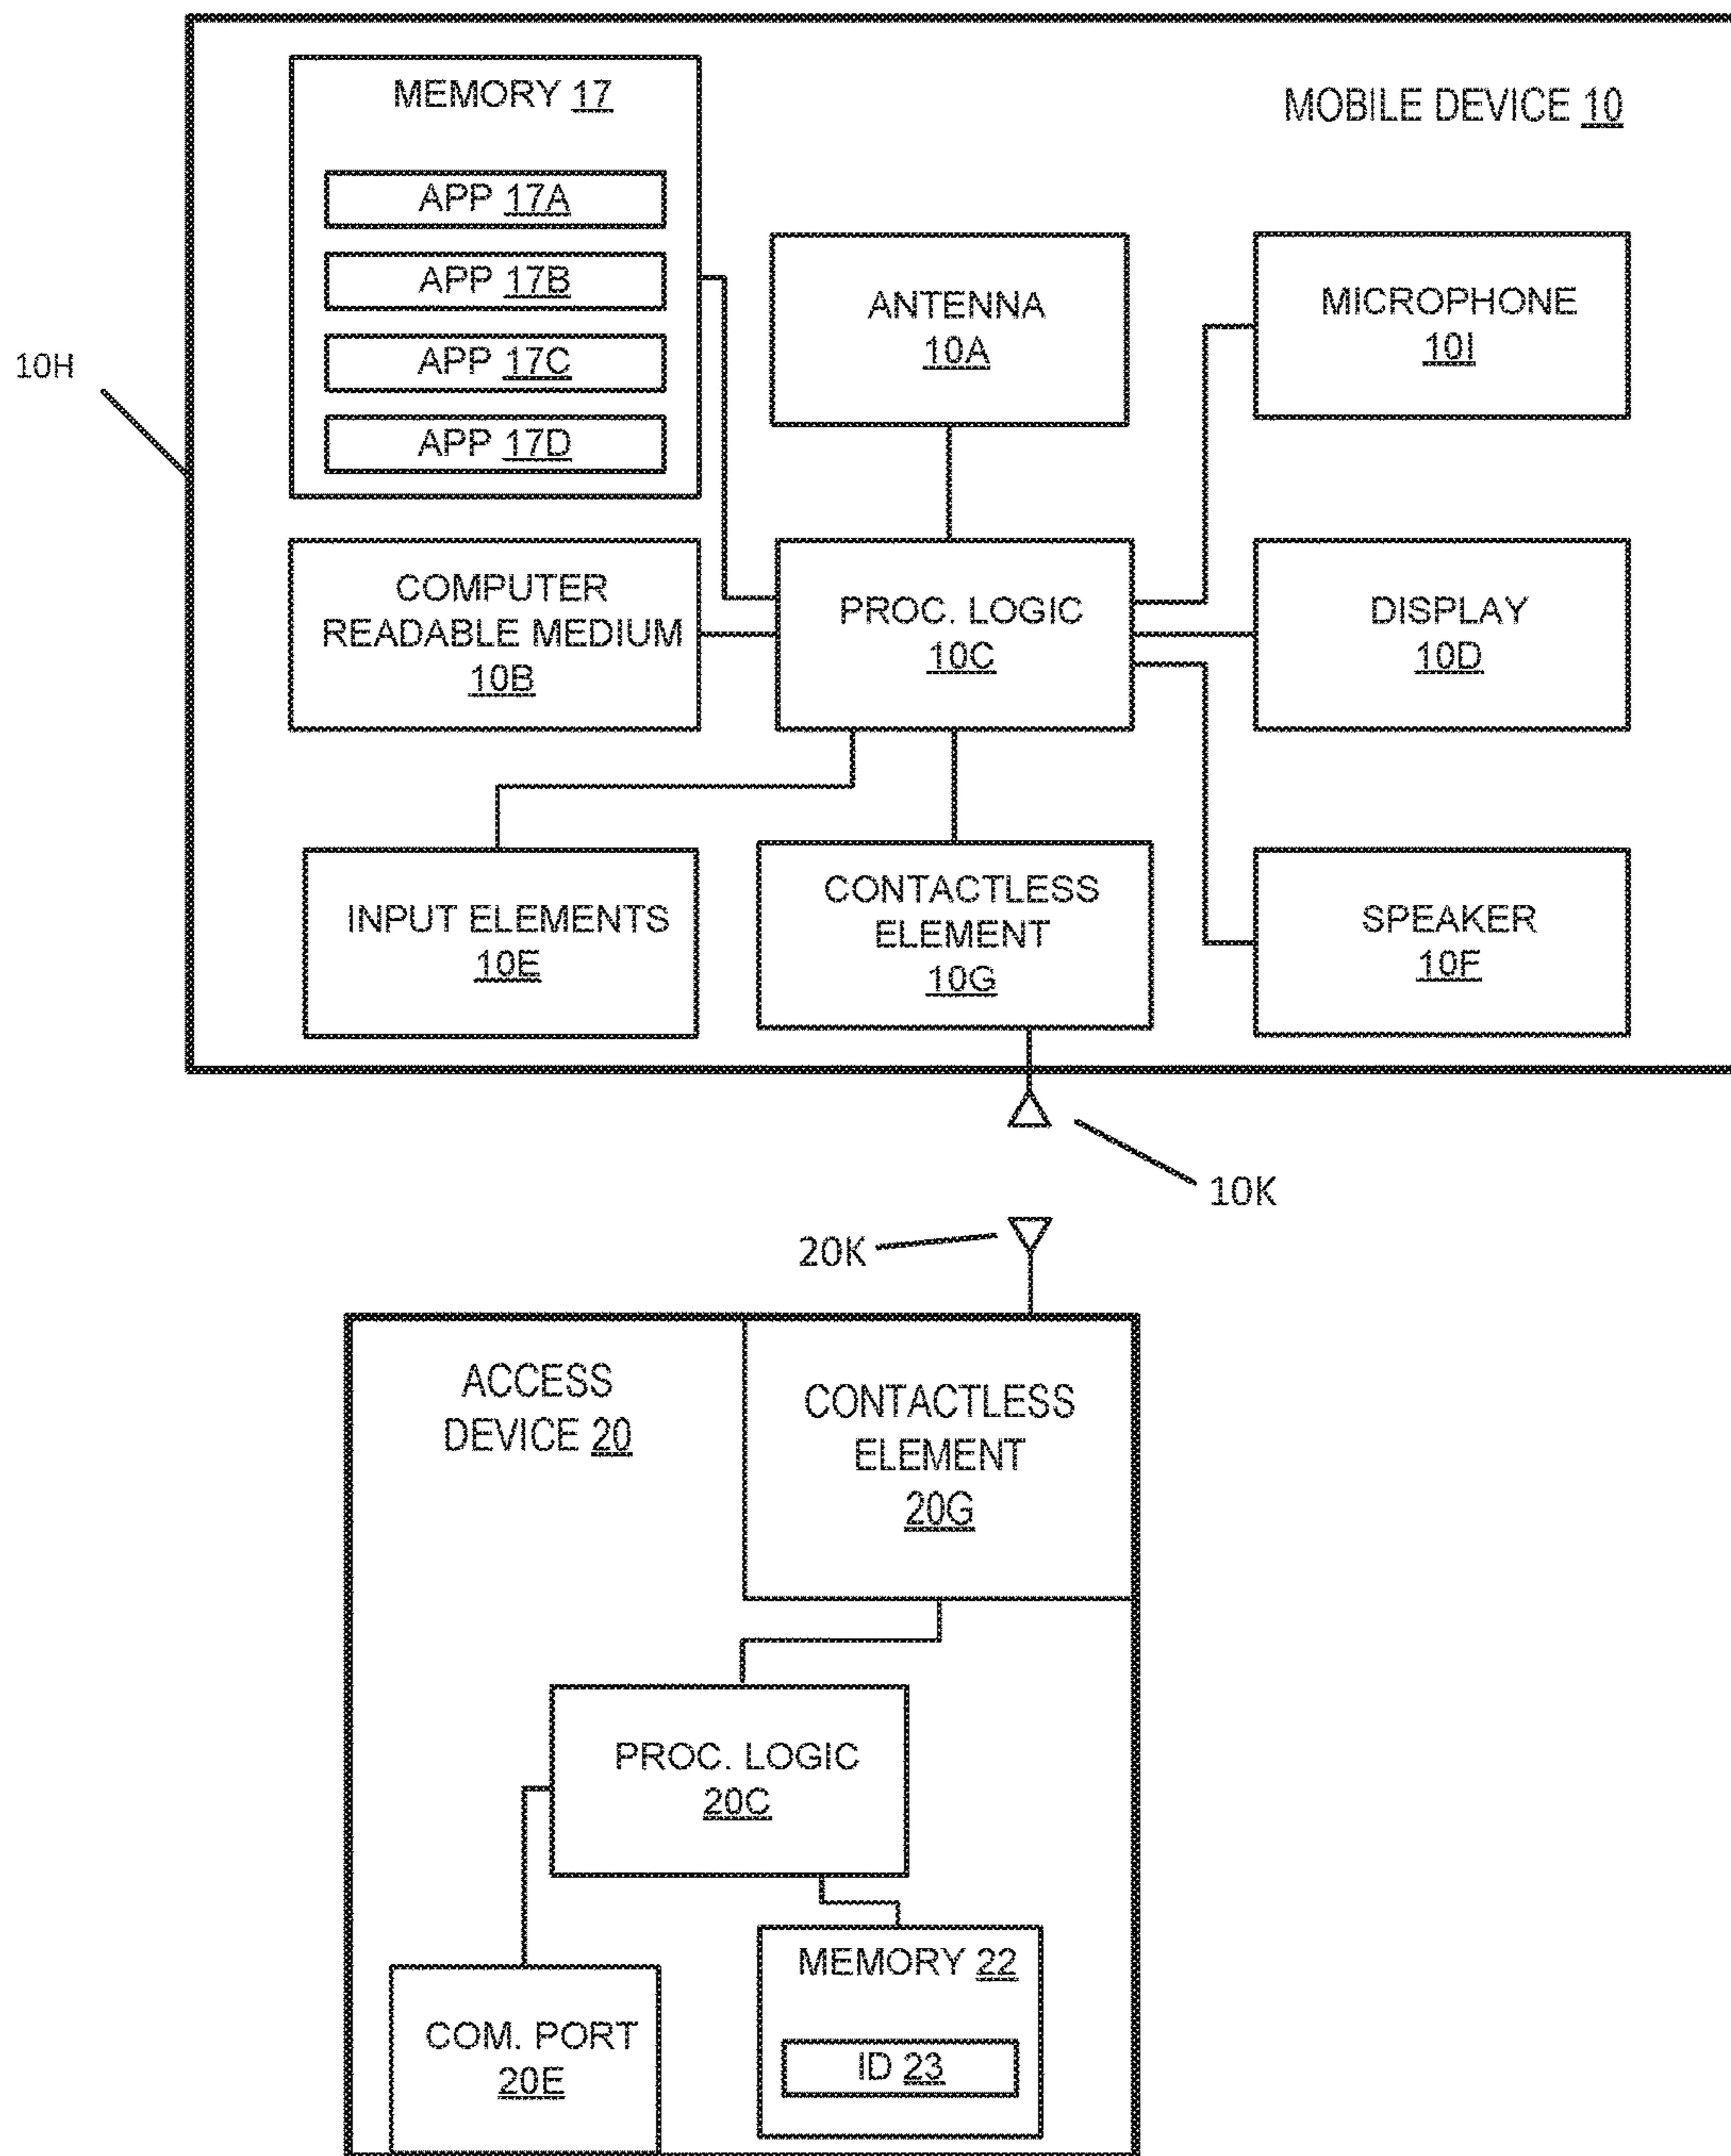 MEMORY 17
MOBILE DEVICE 10
APP 17A
APP 17B
APP 17C
APP 17D
ANTENNA
10A
MICROPHONE
10I
10H
COMPUTER
READABLE MEDIUM
10B
PROC. LOGIC
10C
DISPLAY
10D
INPUT ELEMENTS
10E
CONTACTLESS
ELEMENT
10G
SPEAKER
10F
10K
20K
ACCESS
DEVICE 20
CONTACTLESS
ELEMENT
20G
PROC. LOGIC
20C
COM. PORT
20E
MEMORY 22
ID 23